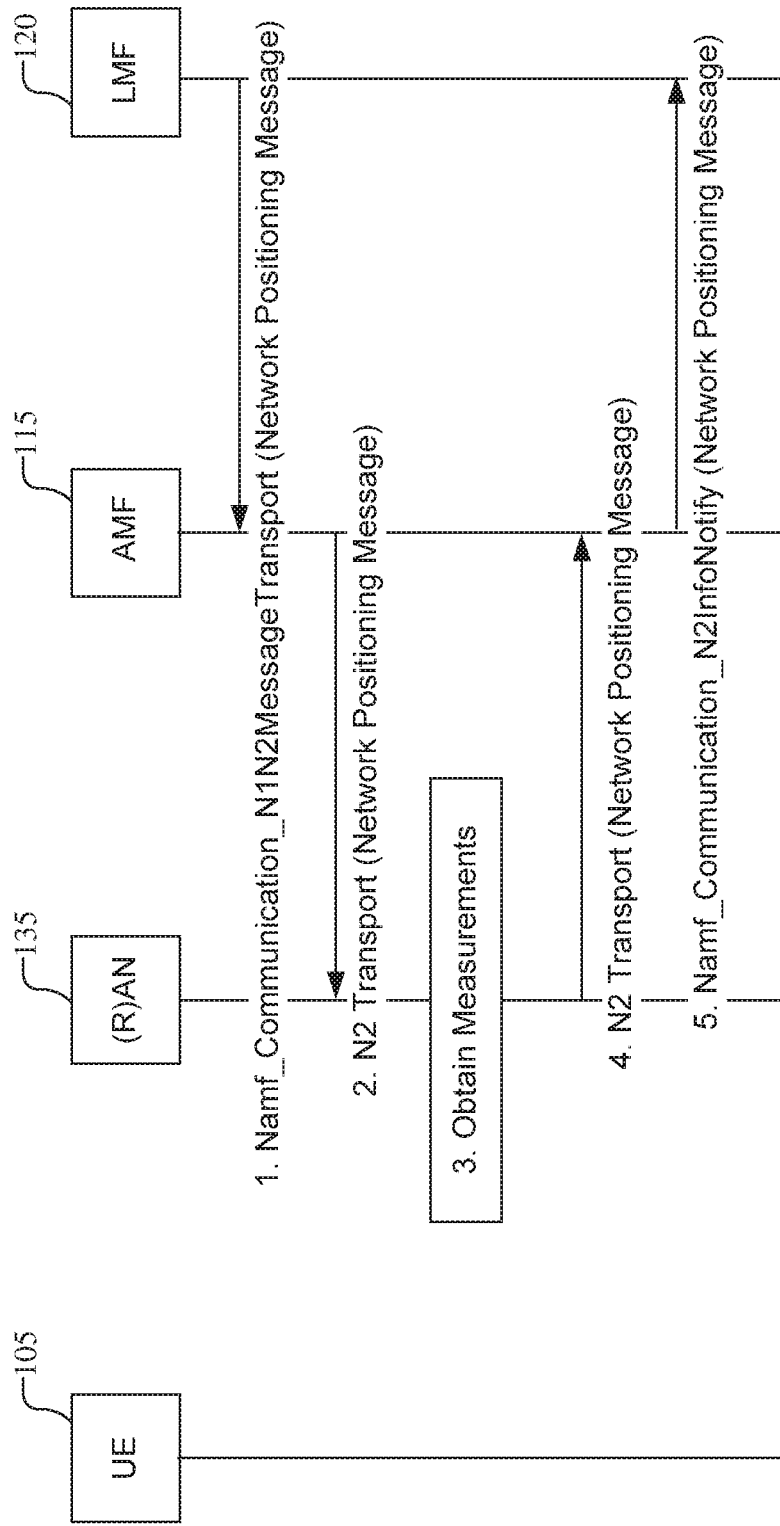 105
135
115
120
UE
(R)AN
AMF
LMF
1. Namf_Communication_N1N2MessageTransport (Network Positioning Message)
2. N2 Transport (Network Positioning Message)
3. Obtain Measurements
4. N2 Transport (Network Positioning Message)
5. Namf_Communication_N2InfoNotify (Network Positioning Message)